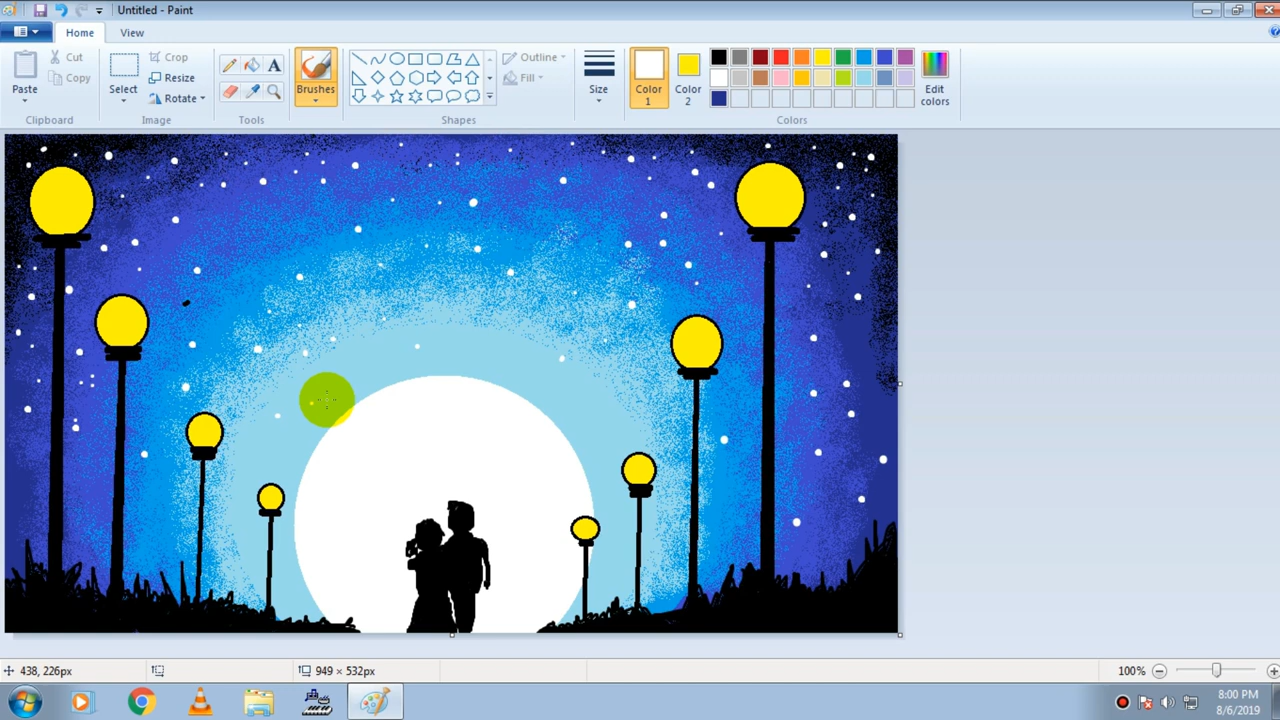 Untitled - Paint
Home
View
Paste
Cut
Copy
Clipboard
Select
Crop
Resize
Rotate
Image
A
Tools
Brushes
Outline
Fill
Shapes
Size
Color
1
Color
2
Edit
colors
Colors
438, 226px
949 × 532px
100%
8:00 PM
8/6/2019